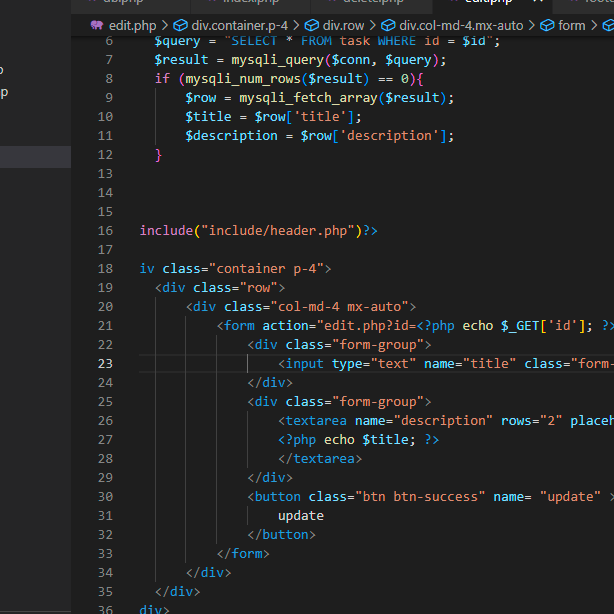 edit.php > div.container.p-4 > div.row > div.col-md-4.mx-auto > form >
p
6 $query = "SELECT * FROM task WHERE id = $id";
7 $result = mysqli_query($conn, $query);
8 if (mysqli_num_rows($result) == 0){
9 $row = mysqli_fetch_array($result);
10 $title = $row['title'];
11 $description = $row['description'];
12 }
13
14
15
16 include("include/header.php")?>
17
18 iv class="container p-4">
19 <div class="row">
20 <div class="col-md-4 mx-auto">
21 <form action="edit.php?id=<?php echo $_GET['id']; ?>
22 <div class="form-group">
23 <input type="text" name="title" class="form-
24 </div>
25 <div class="form-group">
26 <textarea name="description" rows="2" placeh
27 <?php echo $title; ?>
28 </textarea>
29 </div>
30 <button class="btn btn-success" name= "update" >
31 update
32 </button>
33 </form>
34 </div>
35 </div>
36 div>